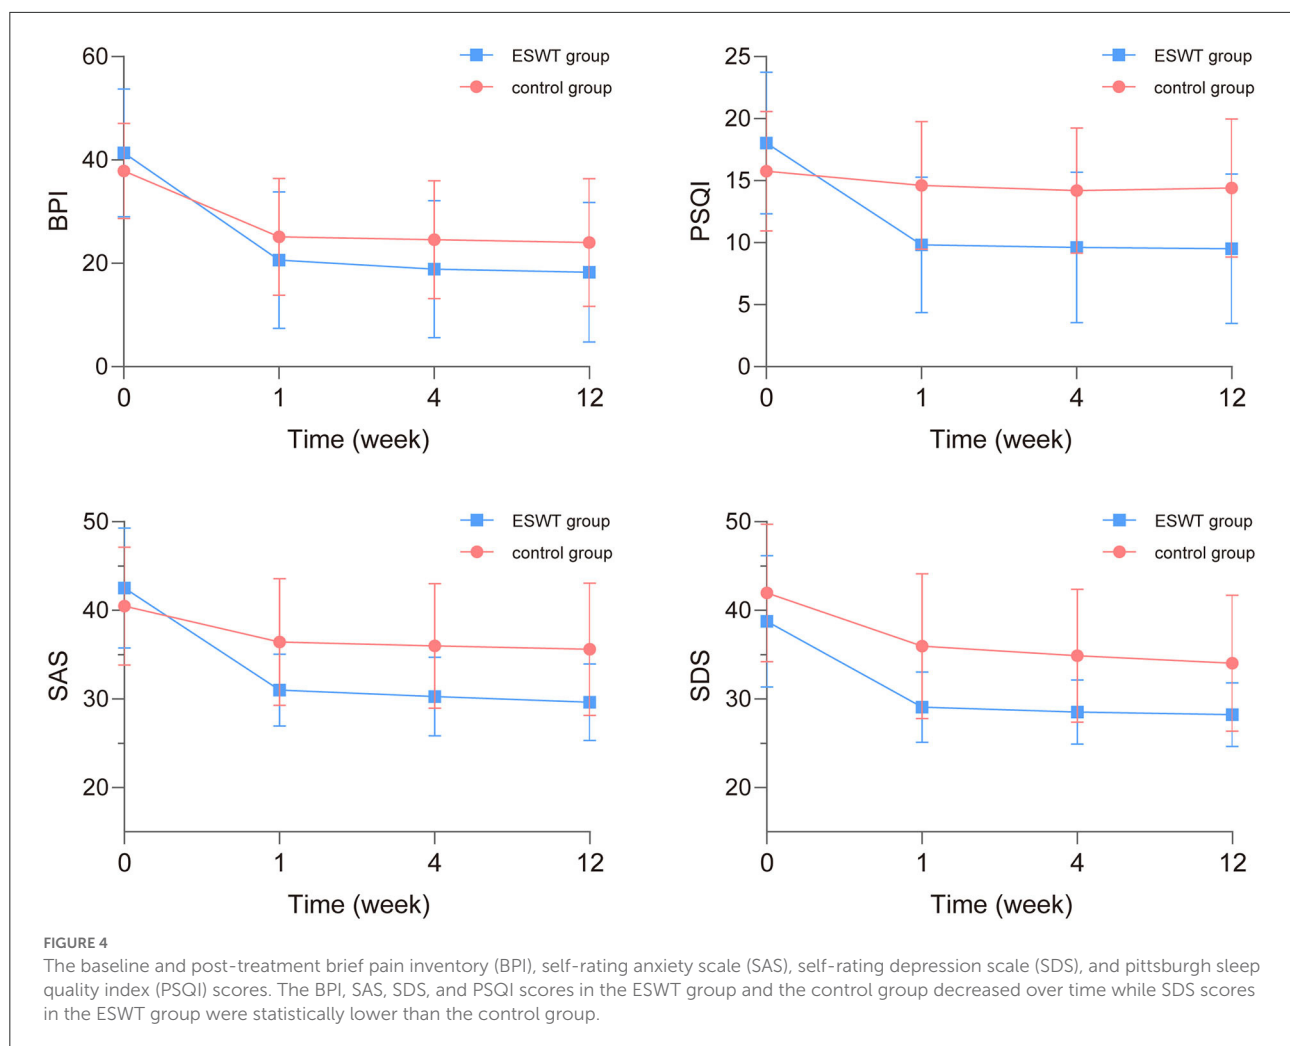 60
40
20
0
BPI
ESWT group
control group
0 1 4 12
Time (week)
25
20
15
10
5
0
PSQI
ESWT group
control group
0 1 4 12
Time (week)
50
40
30
20
SAS
ESWT group
control group
0 1 4 12
Time (week)
50
40
30
20
SDS
ESWT group
control group
0 1 4 12
Time (week)
FIGURE 4
The baseline and post-treatment brief pain inventory (BPI), self-rating anxiety scale (SAS), self-rating depression scale (SDS), and pittsburgh sleep
quality index (PSQI) scores. The BPI, SAS, SDS, and PSQI scores in the ESWT group and the control group decreased over time while SDS scores
in the ESWT group were statistically lower than the control group.